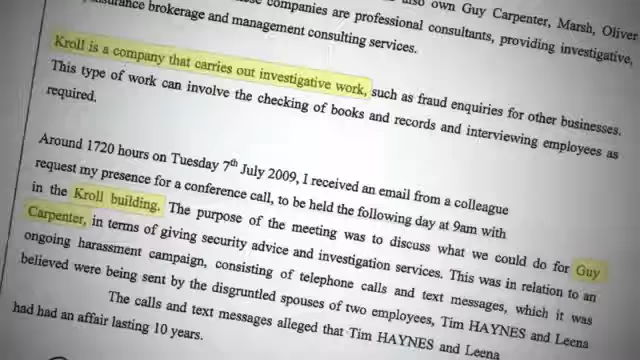 also own Guy Carpenter, Marsh, Oliver
companies are professional consultants, providing investigative,
insurance brokerage and management consulting services.
Kroll is a company that carries out investigative work, such as fraud enquiries for other businesses.
This type of work can involve the checking of books and records and interviewing employees as
required.
Around 1720 hours on Tuesday 7th July 2009, I received an email from a colleague
request my presence for a conference call, to be held the following day at 9am with
in the Kroll building. The purpose of the meeting was to discuss what we could do for Guy
Carpenter, in terms of giving security advice and investigation services. This was in relation to an
ongoing harassment campaign, consisting of telephone calls and text messages, which it was
believed were being sent by the disgruntled spouses of two employees, Tim HAYNES and Leena
The calls and text messages alleged that Tim HAYNES and Leena
had had an affair lasting 10 years.